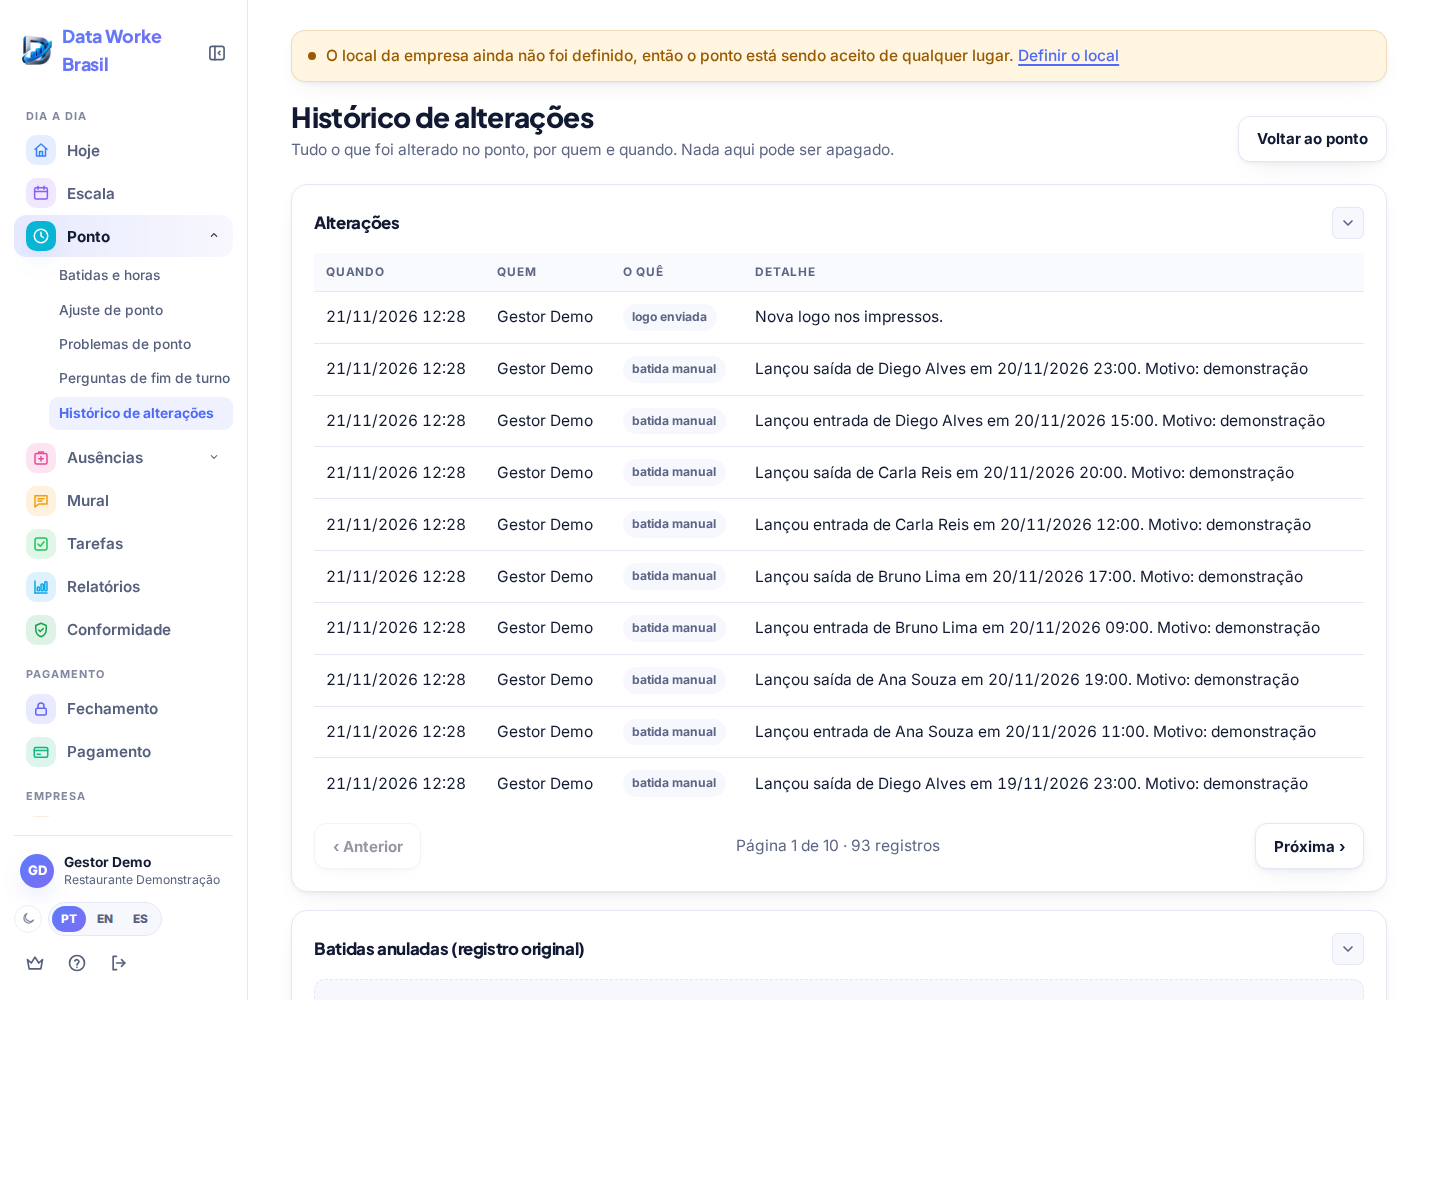 Data Worke
Brasil
DIA A DIA
Hoje
Escala
Ponto
Batidas e horas
Ajuste de ponto
Problemas de ponto
Perguntas de fim de turno
Histórico de alterações
Ausências
Mural
Tarefas
Relatórios
Conformidade
PAGAMENTO
Fechamento
Pagamento
EMPRESA
GD
Gestor Demo
Restaurante Demonstração
PT EN ES
O local da empresa ainda não foi definido, então o ponto está sendo aceito de qualquer lugar. Definir o local
Histórico de alterações
Tudo o que foi alterado no ponto, por quem e quando. Nada aqui pode ser apagado.
Voltar ao ponto
Alterações
QUANDO QUEM O QUÊ DETALHE
21/11/2026 12:28 Gestor Demo logo enviada Nova logo nos impressos.
21/11/2026 12:28 Gestor Demo batida manual Lançou saída de Diego Alves em 20/11/2026 23:00. Motivo: demonstração
21/11/2026 12:28 Gestor Demo batida manual Lançou entrada de Diego Alves em 20/11/2026 15:00. Motivo: demonstração
21/11/2026 12:28 Gestor Demo batida manual Lançou saída de Carla Reis em 20/11/2026 20:00. Motivo: demonstração
21/11/2026 12:28 Gestor Demo batida manual Lançou entrada de Carla Reis em 20/11/2026 12:00. Motivo: demonstração
21/11/2026 12:28 Gestor Demo batida manual Lançou saída de Bruno Lima em 20/11/2026 17:00. Motivo: demonstração
21/11/2026 12:28 Gestor Demo batida manual Lançou entrada de Bruno Lima em 20/11/2026 09:00. Motivo: demonstração
21/11/2026 12:28 Gestor Demo batida manual Lançou saída de Ana Souza em 20/11/2026 19:00. Motivo: demonstração
21/11/2026 12:28 Gestor Demo batida manual Lançou entrada de Ana Souza em 20/11/2026 11:00. Motivo: demonstração
21/11/2026 12:28 Gestor Demo batida manual Lançou saída de Diego Alves em 19/11/2026 23:00. Motivo: demonstração
‹ Anterior Página 1 de 10 · 93 registros Próxima ›
Batidas anuladas (registro original)